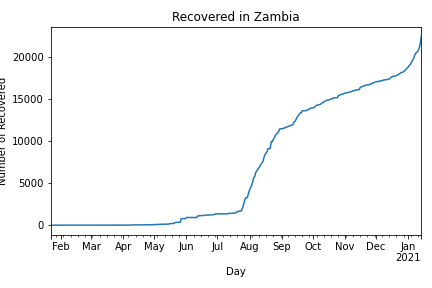 Recovered in Zambia
Number of Recovered
20000
15000
10000
5000
0
Feb Mar Apr May Jun Jul Aug Sep Oct Nov Dec Jan
2021
Day